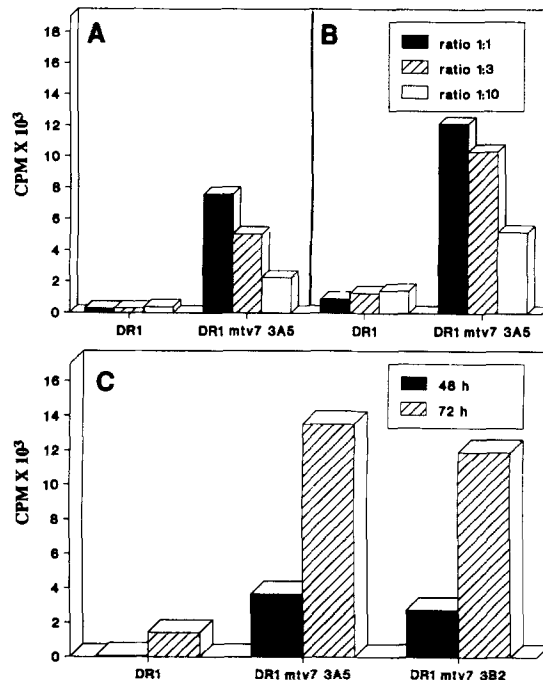 A
B
ratio 1:1
ratio 1:3
ratio 1:10
CPM X 10³
18
16
14
12
10
8
6
4
2
0
DR1
DR1 mtv7 3A5
DR1
DR1 mtv7 3A5
C
48 h
72 h
CPM X 10³
16
14
12
10
8
6
4
2
0
DR1
DR1 mtv7 3A5
DR1 mtv7 3B2